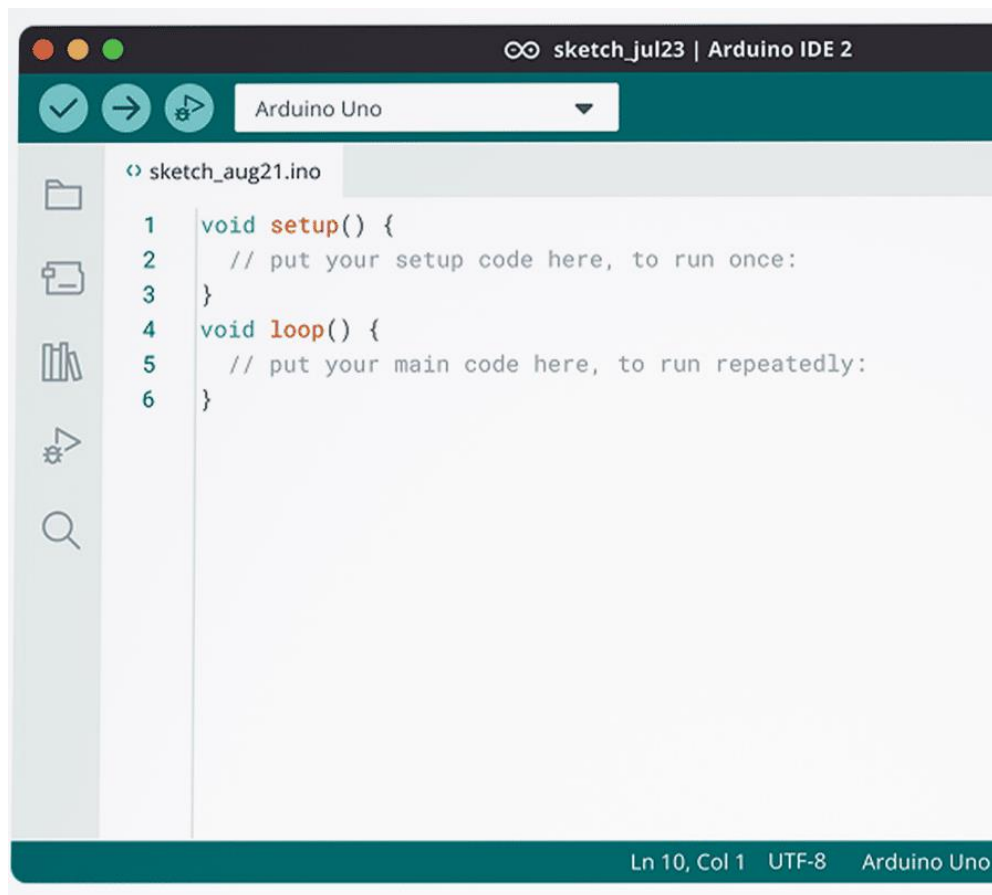 sketch_jul23 | Arduino IDE 2
Arduino Uno
sketch_aug21.ino
1 void setup() {
2 // put your setup code here, to run once:
3 }
4 void loop() {
5 // put your main code here, to run repeatedly:
6 }
Ln 10, Col 1 UTF-8 Arduino Uno